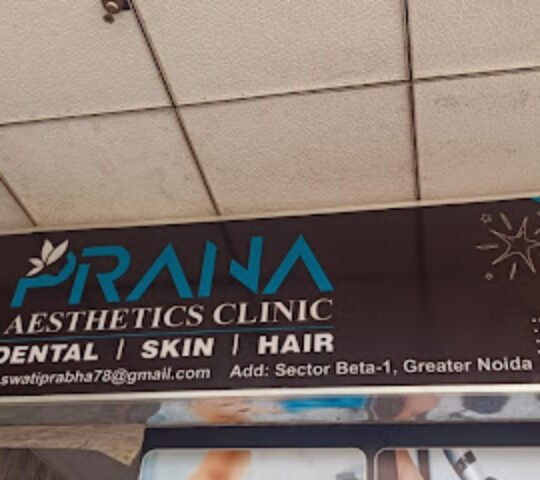 PRANA
AESTHETICS CLINIC
DENTAL | SKIN | HAIR
swatiprabha78@gmail.com Add: Sector Beta-1, Greater Noida